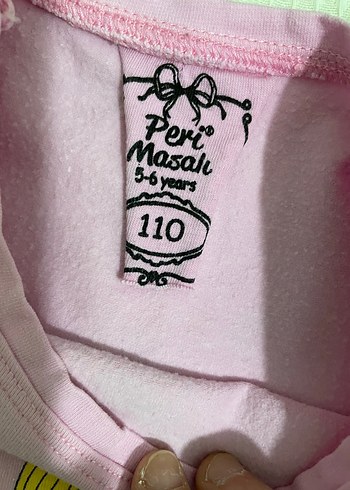 Peri®
Masalı
5-6 years
110